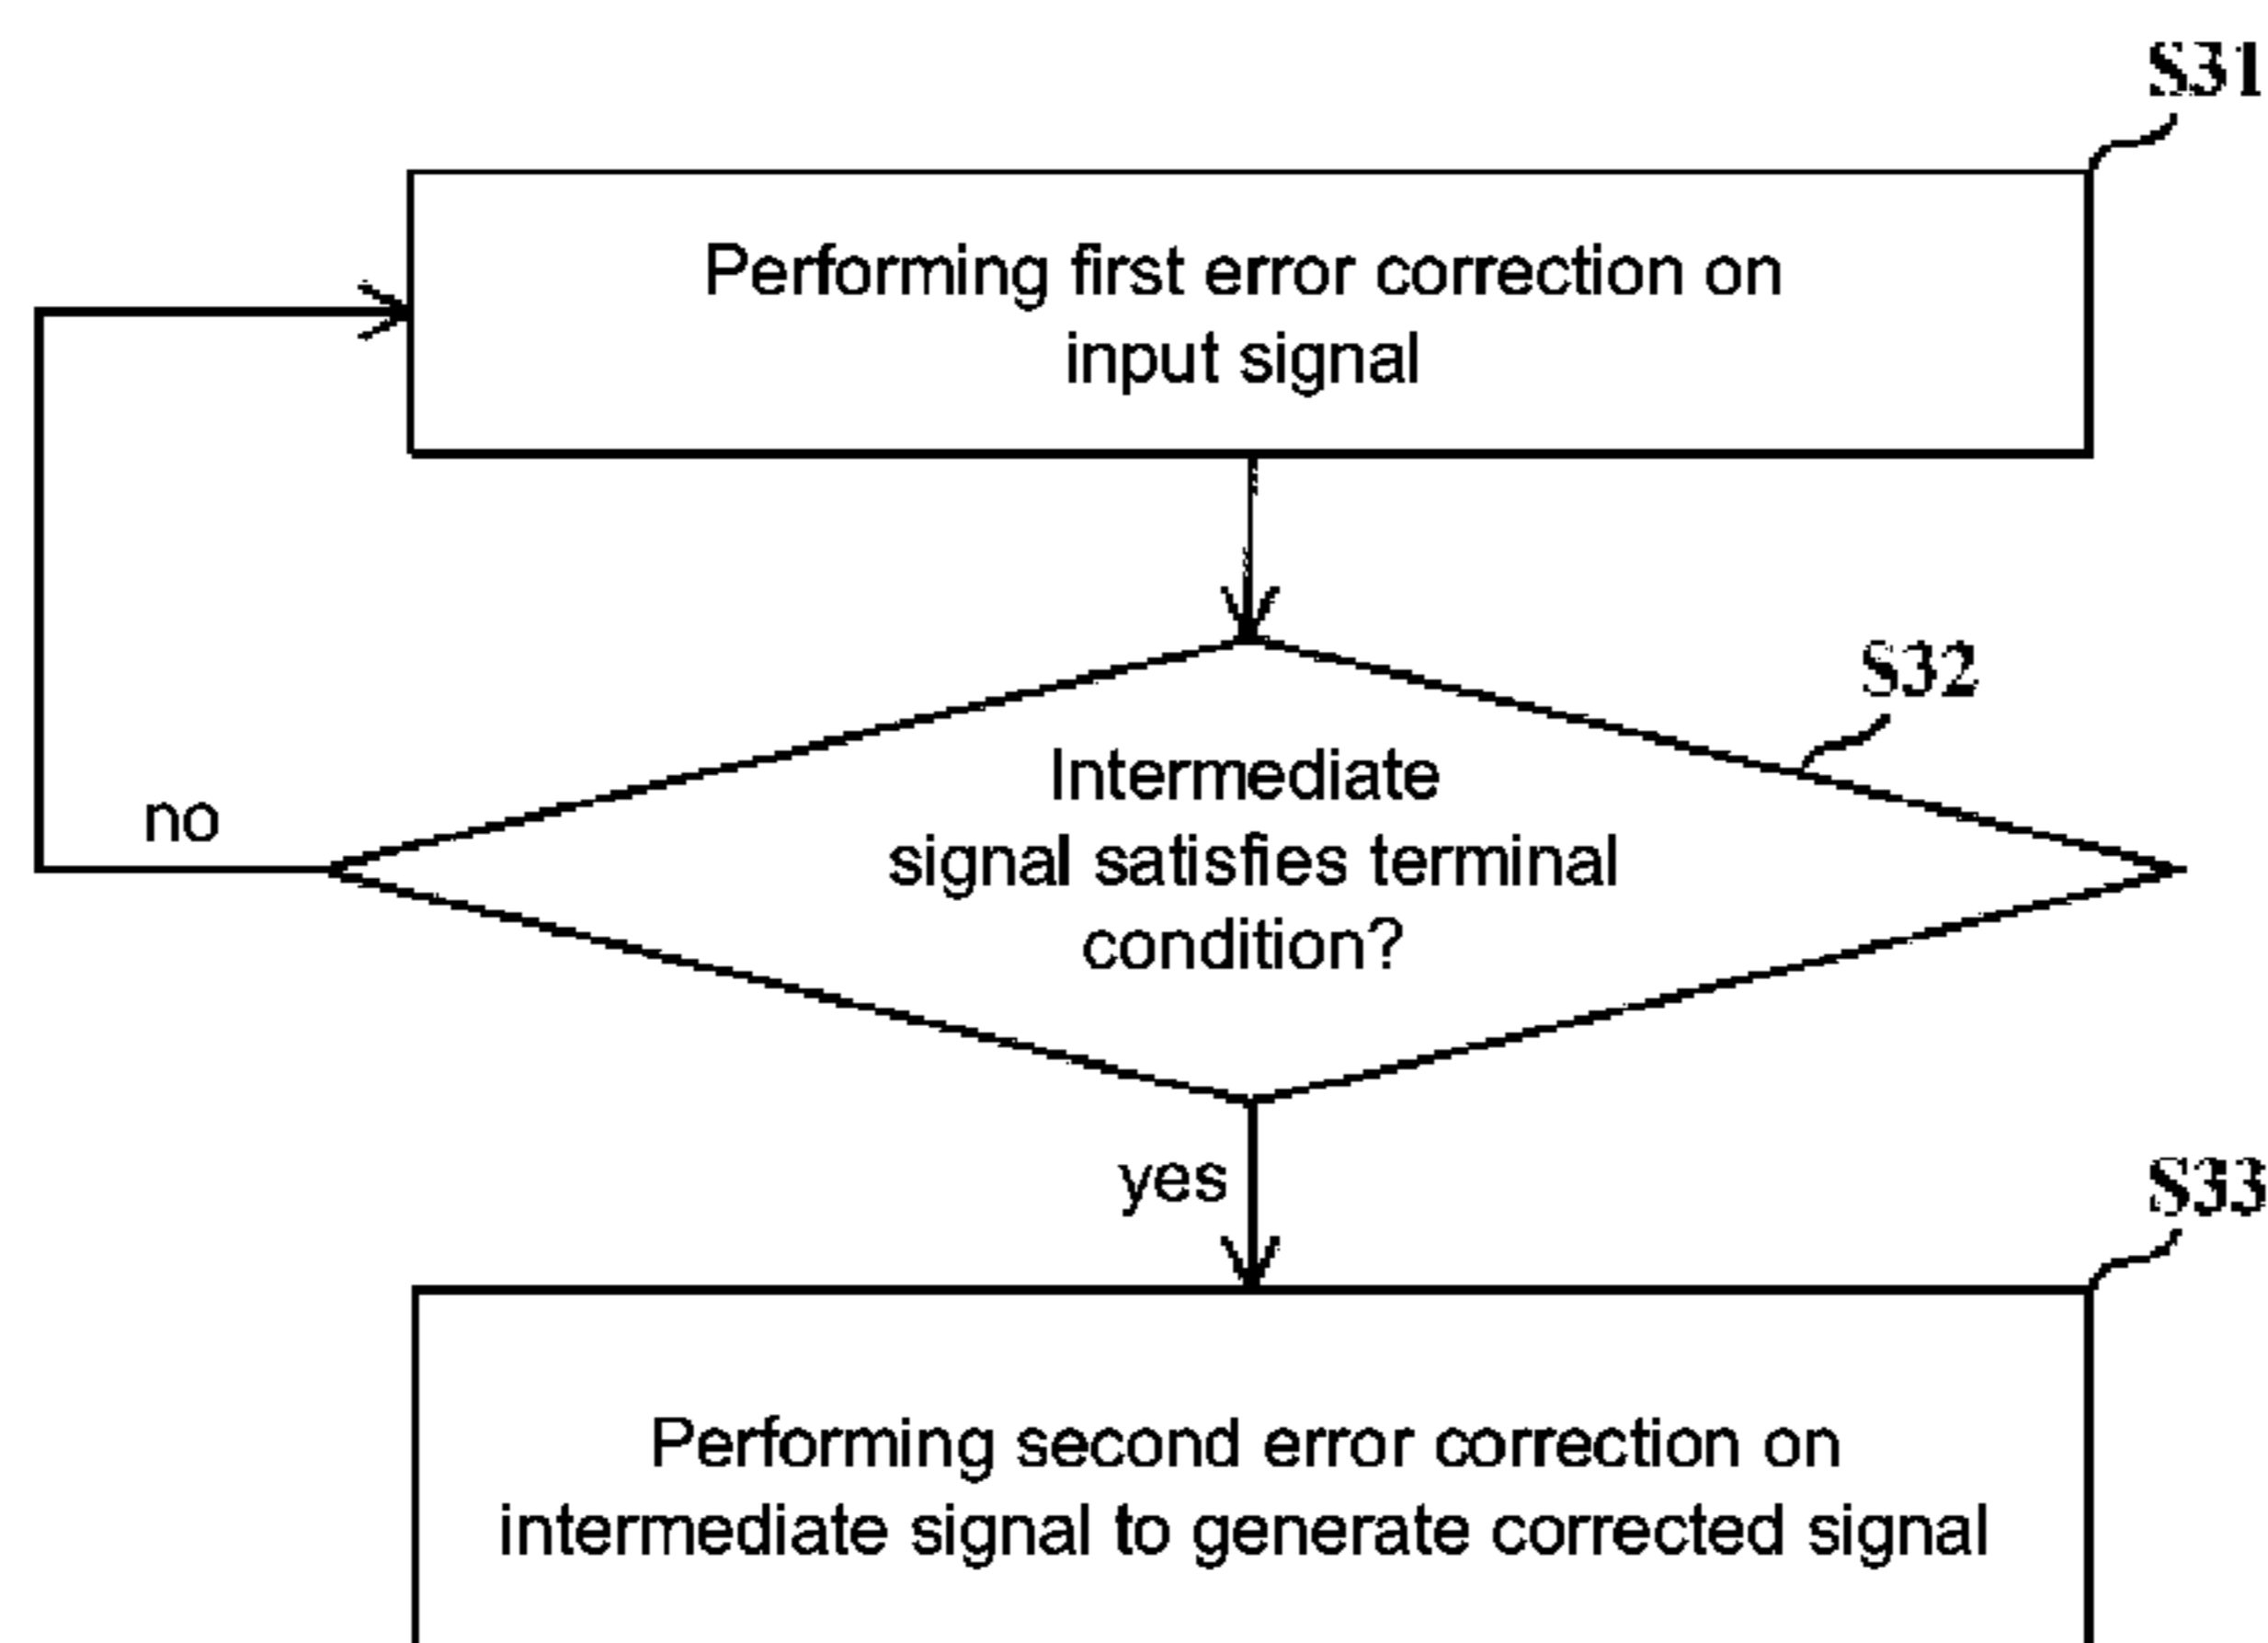 S31
Performing first error correction on
input signal
S32
Intermediate
signal satisfies terminal
condition?
no
yes
S33
Performing second error correction on
intermediate signal to generate corrected signal